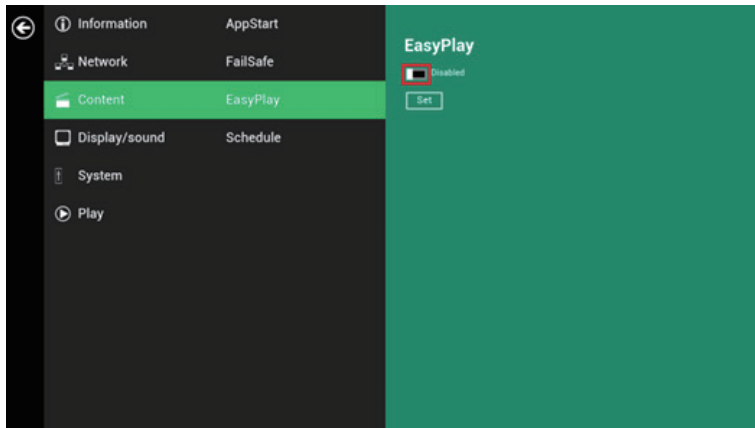 Information
Network
Content
Display/sound
System
Play
AppStart
FailSafe
EasyPlay
Schedule
EasyPlay
Disabled
Set